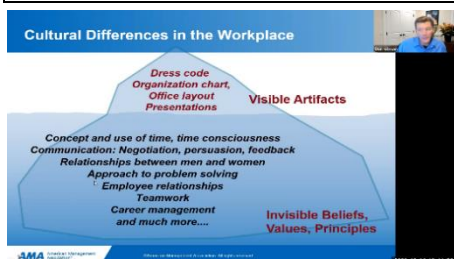 Cultural Differences in the Workplace
Dress code
Organization chart,
Office layout
Presentations
Visible Artifacts
Concept and use of time, time consciousness
Communication: Negotiation, persuasion, feedback
Relationships between men and women
Approach to problem solving
Employee relationships
Teamwork
Career management
and much more....
Invisible Beliefs,
Values, Principles
AMA American Management